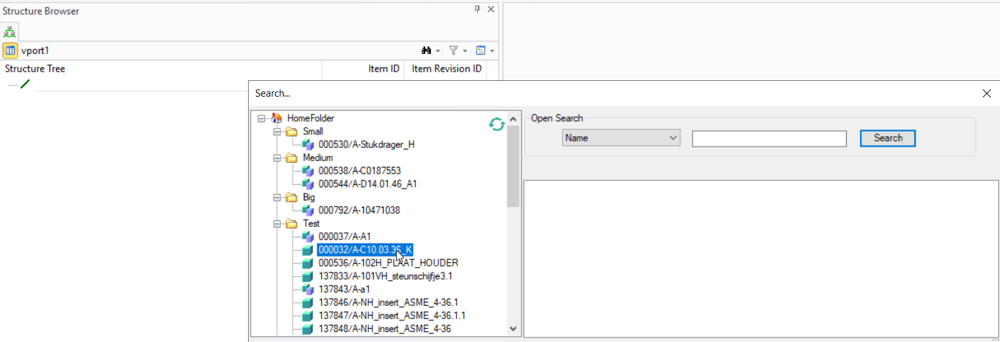 Structure Browser
vport1
Structure Tree Item ID Item Revision ID
Search...
HomeFolder
Small
000530/A-Stukdrager_H
Medium
000538/A-C0187553
000544/A-D14.01.46_A1
Big
000792/A-10471038
Test
000037/A-A1
000032/A-C10.03.36_K
000536/A-102H_PLAAT_HOUDER
137833/A-101VH_steunschijfje3.1
137843/A-a1
137846/A-NH_insert_ASME_4-36.1
137847/A-NH_insert_ASME_4-36.1.1
137848/A-NH_insert_ASME_4-36
Open Search
Name Search